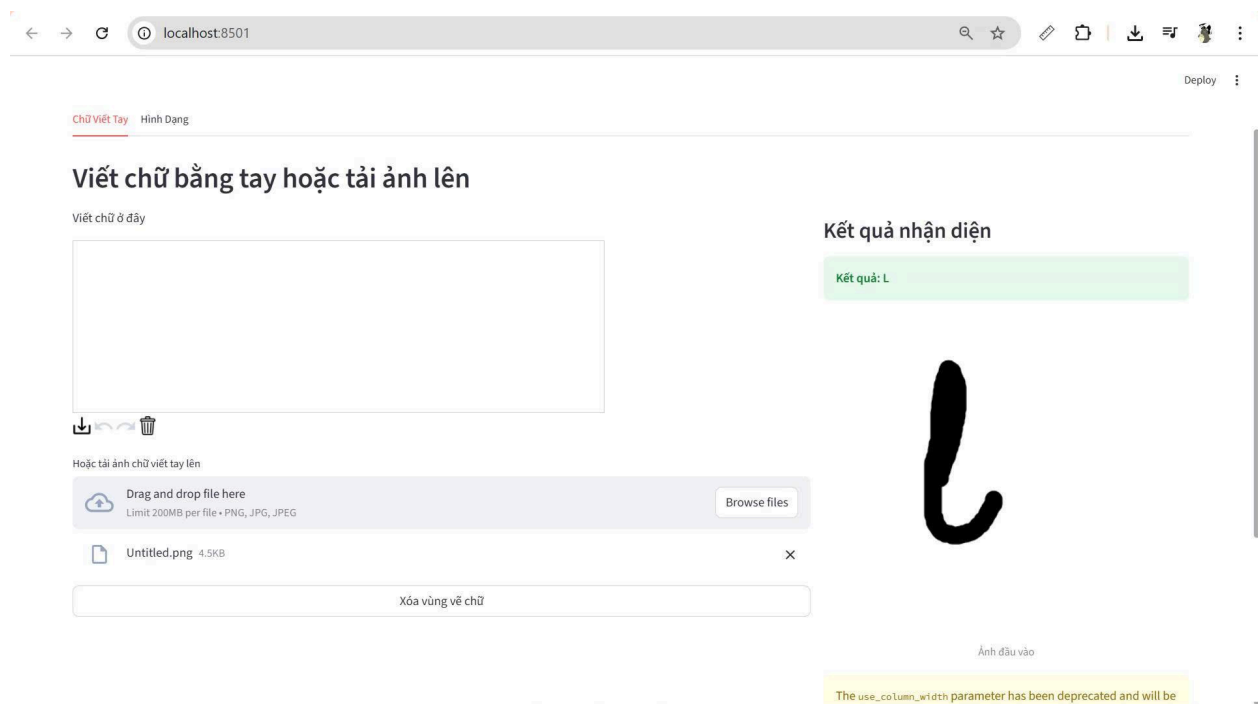 localhost:8501
Deploy
Chữ Viết Tay Hình Dạng
Viết chữ bằng tay hoặc tải ảnh lên
Viết chữ ở đây
Kết quả nhận diện
Kết quả: L
l
Hoặc tải ảnh chữ viết tay lên
Drag and drop file here
Limit 200MB per file • PNG, JPG, JPEG
Browse files
Untitled.png 4.5KB
Xóa vùng vẽ chữ
Ảnh đầu vào
The use_column_width parameter has been deprecated and will be